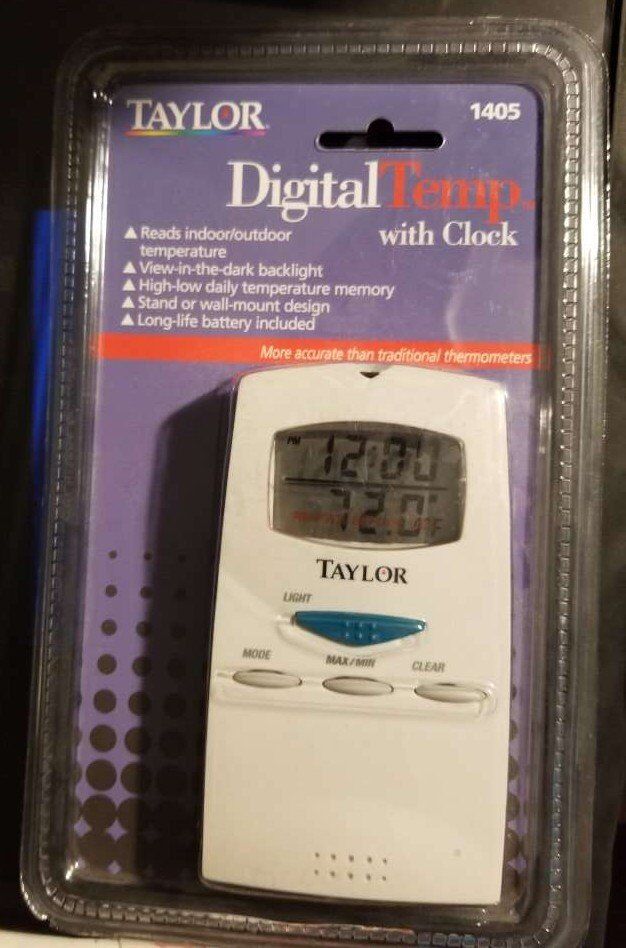 TAYLOR
1405
DigitalTemp™
with Clock
▲ Reads indoor/outdoor
temperature
▲ View-in-the-dark backlight
▲ High-low daily temperature memory
▲ Stand or wall-mount design
▲ Long-life battery included
More accurate than traditional thermometers
PM 12:00
72.0°F
TAYLOR
LIGHT
MODE
MAX/MIN
CLEAR